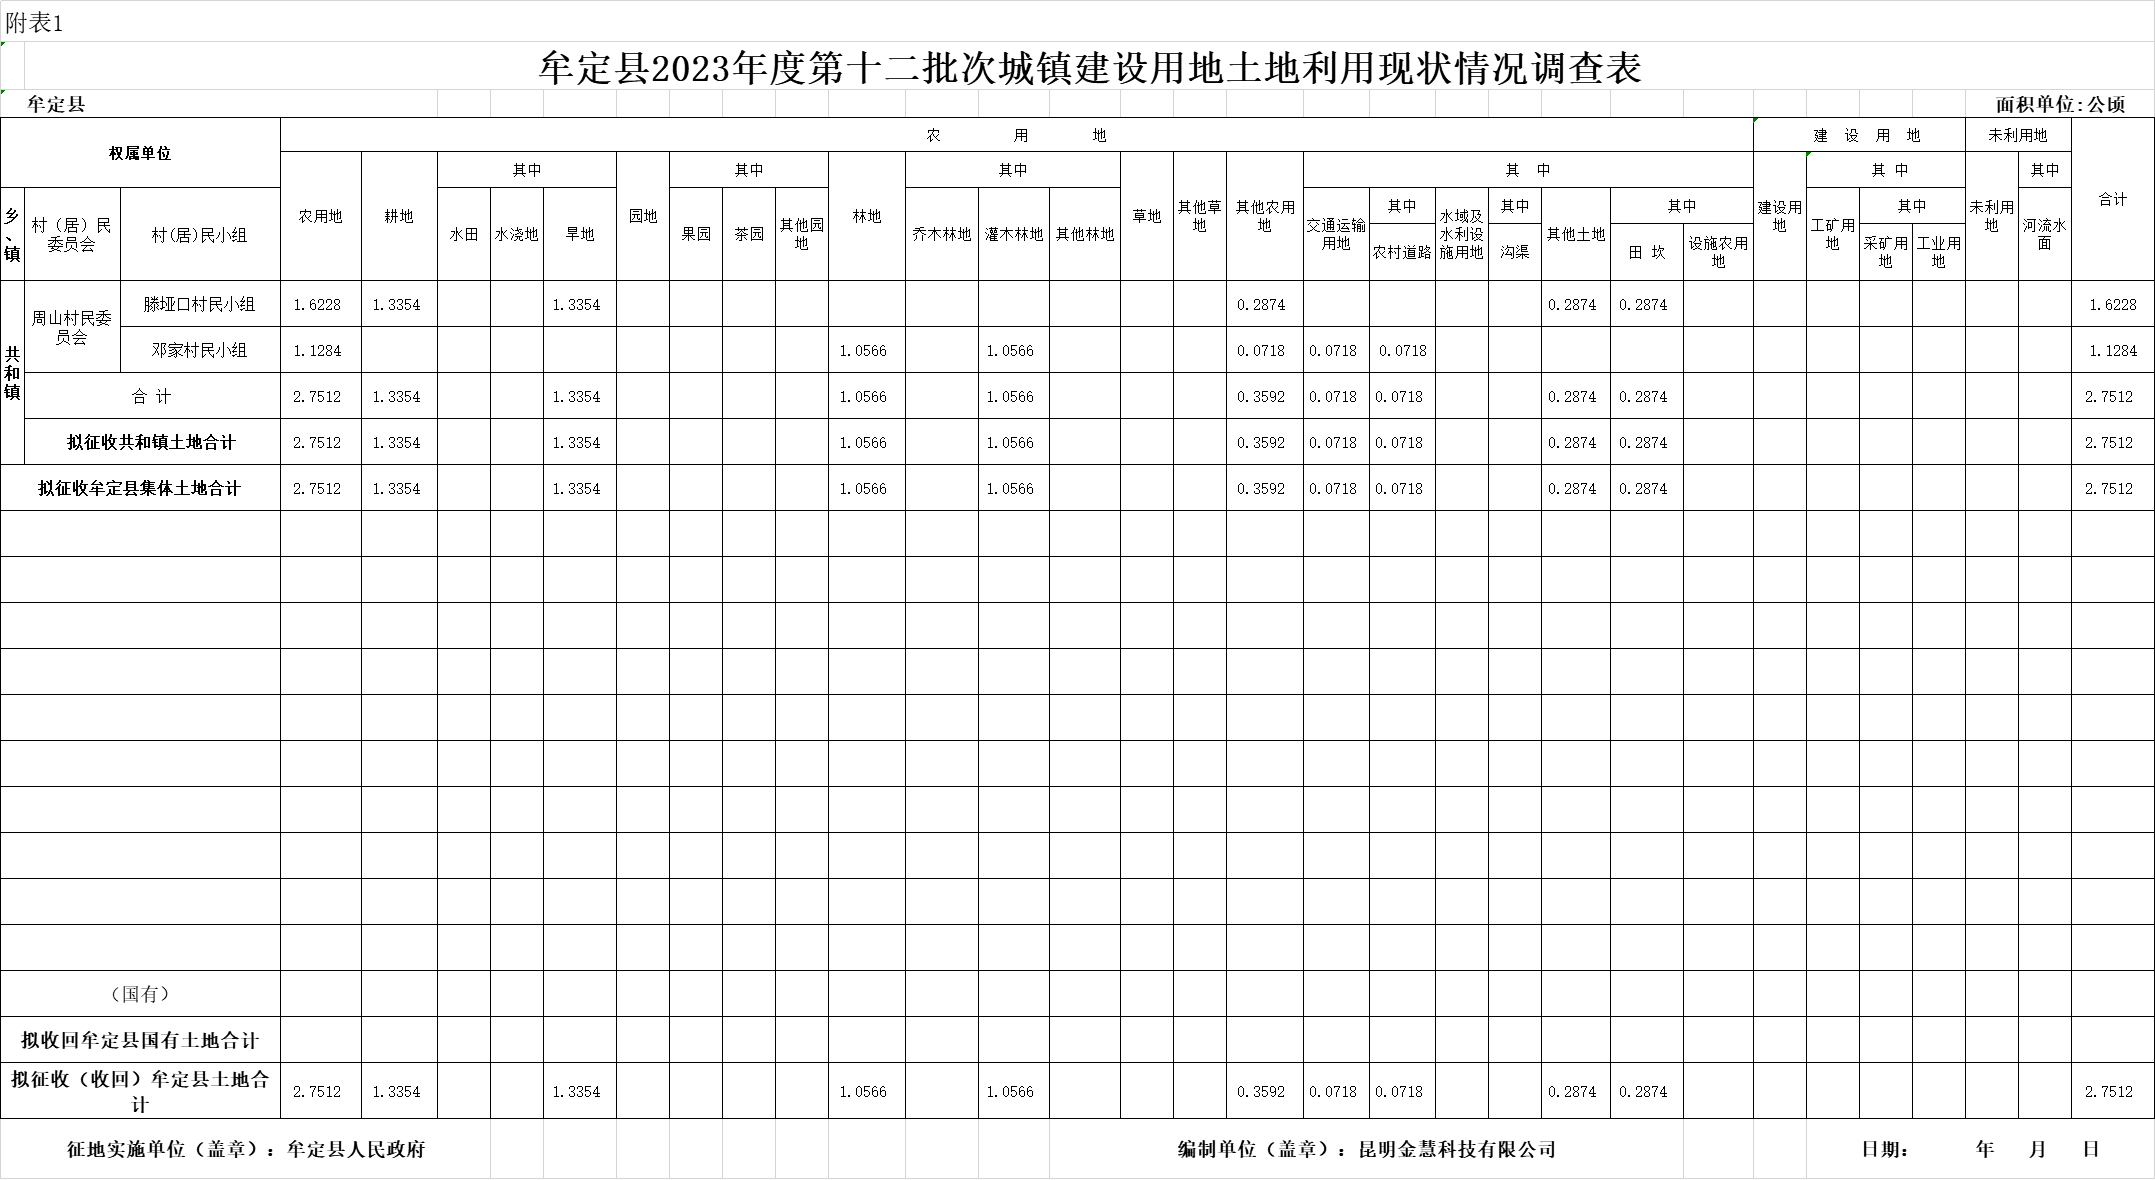 附表1
牟定县2023年度第十二批次城镇建设用地土地利用现状情况调查表
牟定县 面积单位:公顷
权属单位 农 用 地 建 设 用 地 未利用地 合计
农用地 耕地 其中 园地 其中 林地 其中 草地 其他草地 其他农用地 其 中 建设用地 其 中 未利用地 其中
乡、镇 村（居）民委员会 村(居)民小组 水田 水浇地 旱地 果园 茶园 其他园地 乔木林地 灌木林地 其他林地 交通运输用地 其中 水域及水利设施用地 其中 其他土地 其中 工矿用地 其中 河流水面
农村道路 沟渠 田 坎 设施农用地 采矿用地 工业用地
共和镇 周山村民委员会 滕垭口村民小组 1.6228 1.3354 1.3354 0.2874 0.2874 0.2874 1.6228
邓家村民小组 1.1284 1.0566 1.0566 0.0718 0.0718 0.0718 1.1284
合 计 2.7512 1.3354 1.3354 1.0566 1.0566 0.3592 0.0718 0.0718 0.2874 0.2874 2.7512
拟征收共和镇土地合计 2.7512 1.3354 1.3354 1.0566 1.0566 0.3592 0.0718 0.0718 0.2874 0.2874 2.7512
拟征收牟定县集体土地合计 2.7512 1.3354 1.3354 1.0566 1.0566 0.3592 0.0718 0.0718 0.2874 0.2874 2.7512
（国有）
拟收回牟定县国有土地合计
拟征收（收回）牟定县土地合计 2.7512 1.3354 1.3354 1.0566 1.0566 0.3592 0.0718 0.0718 0.2874 0.2874 2.7512
征地实施单位（盖章）：牟定县人民政府 编制单位（盖章）：昆明金慧科技有限公司 日期： 年 月 日